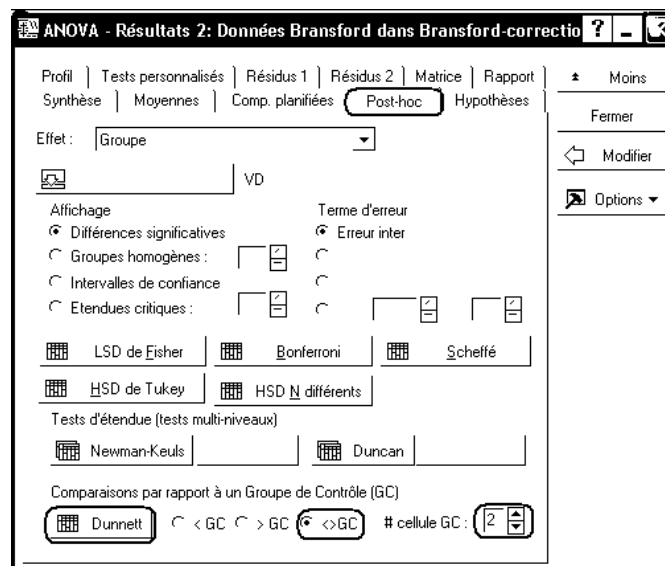 ANOVA - Résultats 2: Données Bransford dans Bransford-correctio ?
Profil Tests personnalisés Résidus 1 Résidus 2 Matrice Rapport
Synthèse Moyennes Comp. planifiées Post-hoc Hypothèses
Moins
Fermer
Modifier
Options
Effet : Groupe
VD
Affichage
Différences significatives
Groupes homogènes :
Intervalles de confiance
Etendues critiques :
Terme d'erreur
Erreur inter
LSD de Fisher Bonferroni Scheffé
HSD de Tukey HSD N différents
Tests d'étendue (tests multi-niveaux)
Newman-Keuls Duncan
Comparaisons par rapport à un Groupe de Contrôle (GC)
Dunnett < GC > GC <>GC # cellule GC : 2